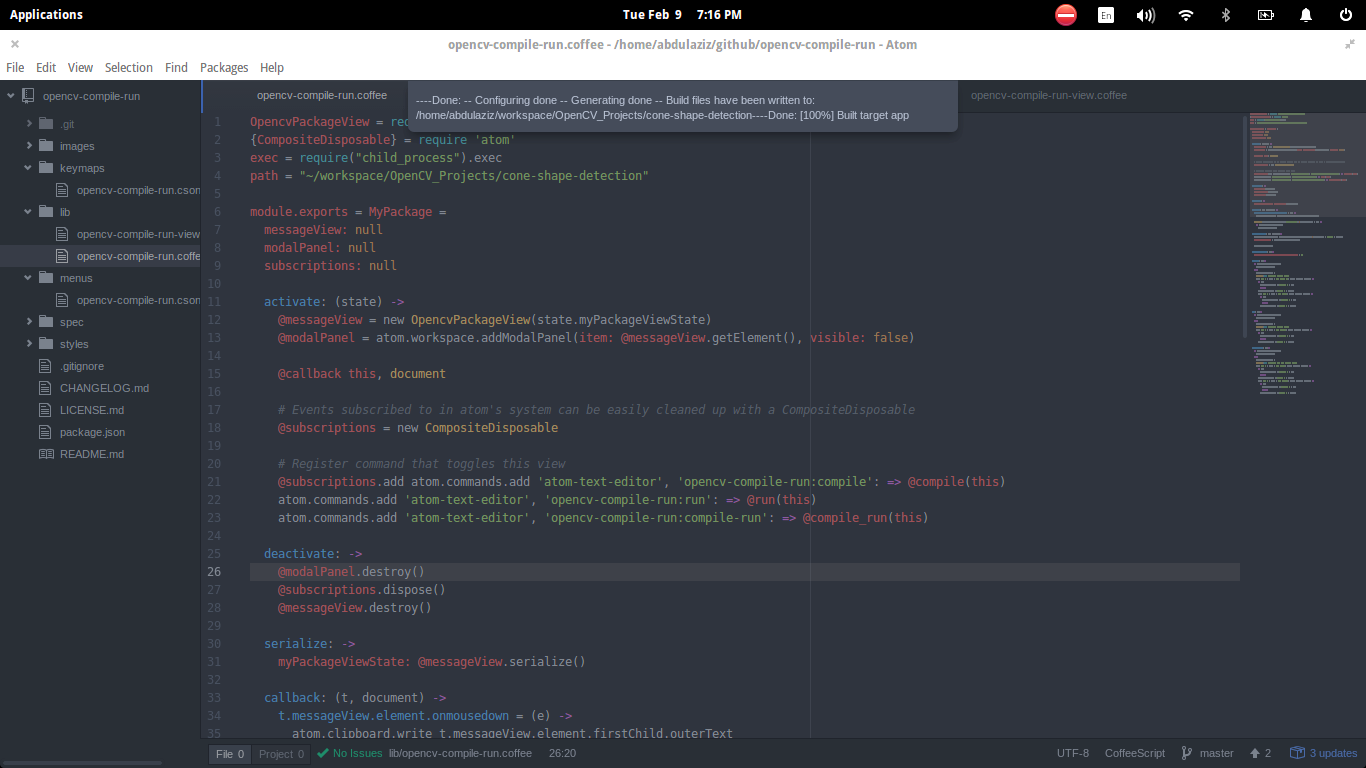 Applications
Tue Feb 9 7:16 PM
En
opencv-compile-run.coffee - /home/abdulaziz/github/opencv-compile-run - Atom
File Edit View Selection Find Packages Help
opencv-compile-run
.git
images
keymaps
opencv-compile-run.cson
lib
opencv-compile-run-view
opencv-compile-run.coffe
menus
opencv-compile-run.cson
spec
styles
.gitignore
CHANGELOG.md
LICENSE.md
package.json
README.md
opencv-compile-run.coffee
opencv-compile-run-view.coffee
----Done: -- Configuring done -- Generating done -- Build files have been written to:
/home/abdulaziz/workspace/OpenCV_Projects/cone-shape-detection----Done: [100%] Built target app
1 OpencvPackageView = req
2 {CompositeDisposable} = require 'atom'
3 exec = require("child_process").exec
4 path = "~/workspace/OpenCV_Projects/cone-shape-detection"
5
6 module.exports = MyPackage =
7 messageView: null
8 modalPanel: null
9 subscriptions: null
10
11 activate: (state) ->
12 @messageView = new OpencvPackageView(state.myPackageViewState)
13 @modalPanel = atom.workspace.addModalPanel(item: @messageView.getElement(), visible: false)
14
15 @callback this, document
16
17 # Events subscribed to in atom's system can be easily cleaned up with a CompositeDisposable
18 @subscriptions = new CompositeDisposable
19
20 # Register command that toggles this view
21 @subscriptions.add atom.commands.add 'atom-text-editor', 'opencv-compile-run:compile': => @compile(this)
22 atom.commands.add 'atom-text-editor', 'opencv-compile-run:run': => @run(this)
23 atom.commands.add 'atom-text-editor', 'opencv-compile-run:compile-run': => @compile_run(this)
24
25 deactivate: ->
26 @modalPanel.destroy()
27 @subscriptions.dispose()
28 @messageView.destroy()
29
30 serialize: ->
31 myPackageViewState: @messageView.serialize()
32
33 callback: (t, document) ->
34 t.messageView.element.onmousedown = (e) ->
35 atom.clipboard.write t.messageView.element.firstChild.outerText
File 0 Project 0 No Issues lib/opencv-compile-run.coffee 26:20 UTF-8 CoffeeScript master 2 3 updates